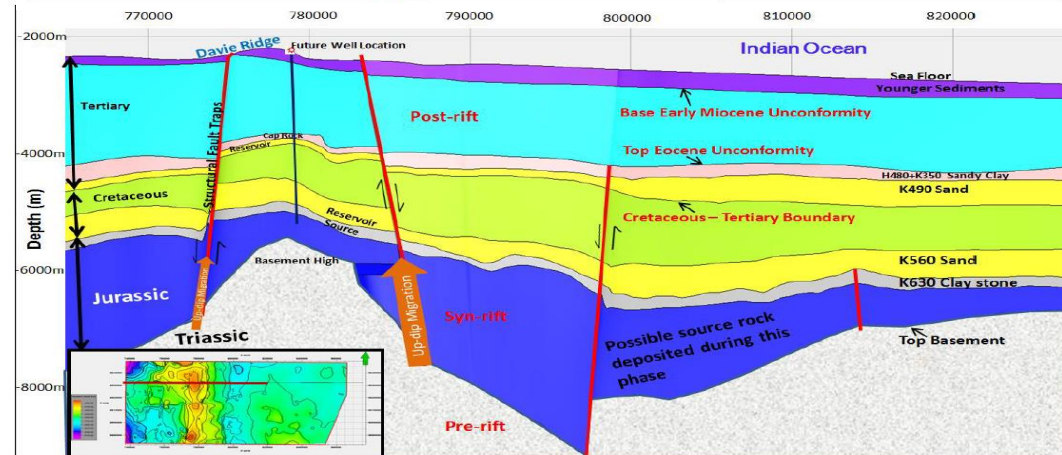 770000 780000 790000 800000 810000 820000
-2000m
Davie Ridge
Future Well Location
Indian Ocean
Sea Floor
Younger Sediments
Tertiary
Structural Fault Traps
Post-rift
Base Early Miocene Unconformity
Cap Rock
Reservoir
Top Eocene Unconformity
-4000m
H480+K350 Sandy Clay
K490 Sand
Depth (m)
Cretaceous
Cretaceous – Tertiary Boundary
Reservoir
Source
Basement High
K560 Sand
-6000m
K630 Clay stone
Jurassic
Up-dip Migration
Up-dip Migration
Syn-rift
Triassic
Possible source rock
deposited during this
phase
Top Basement
-8000m
Pre-rift